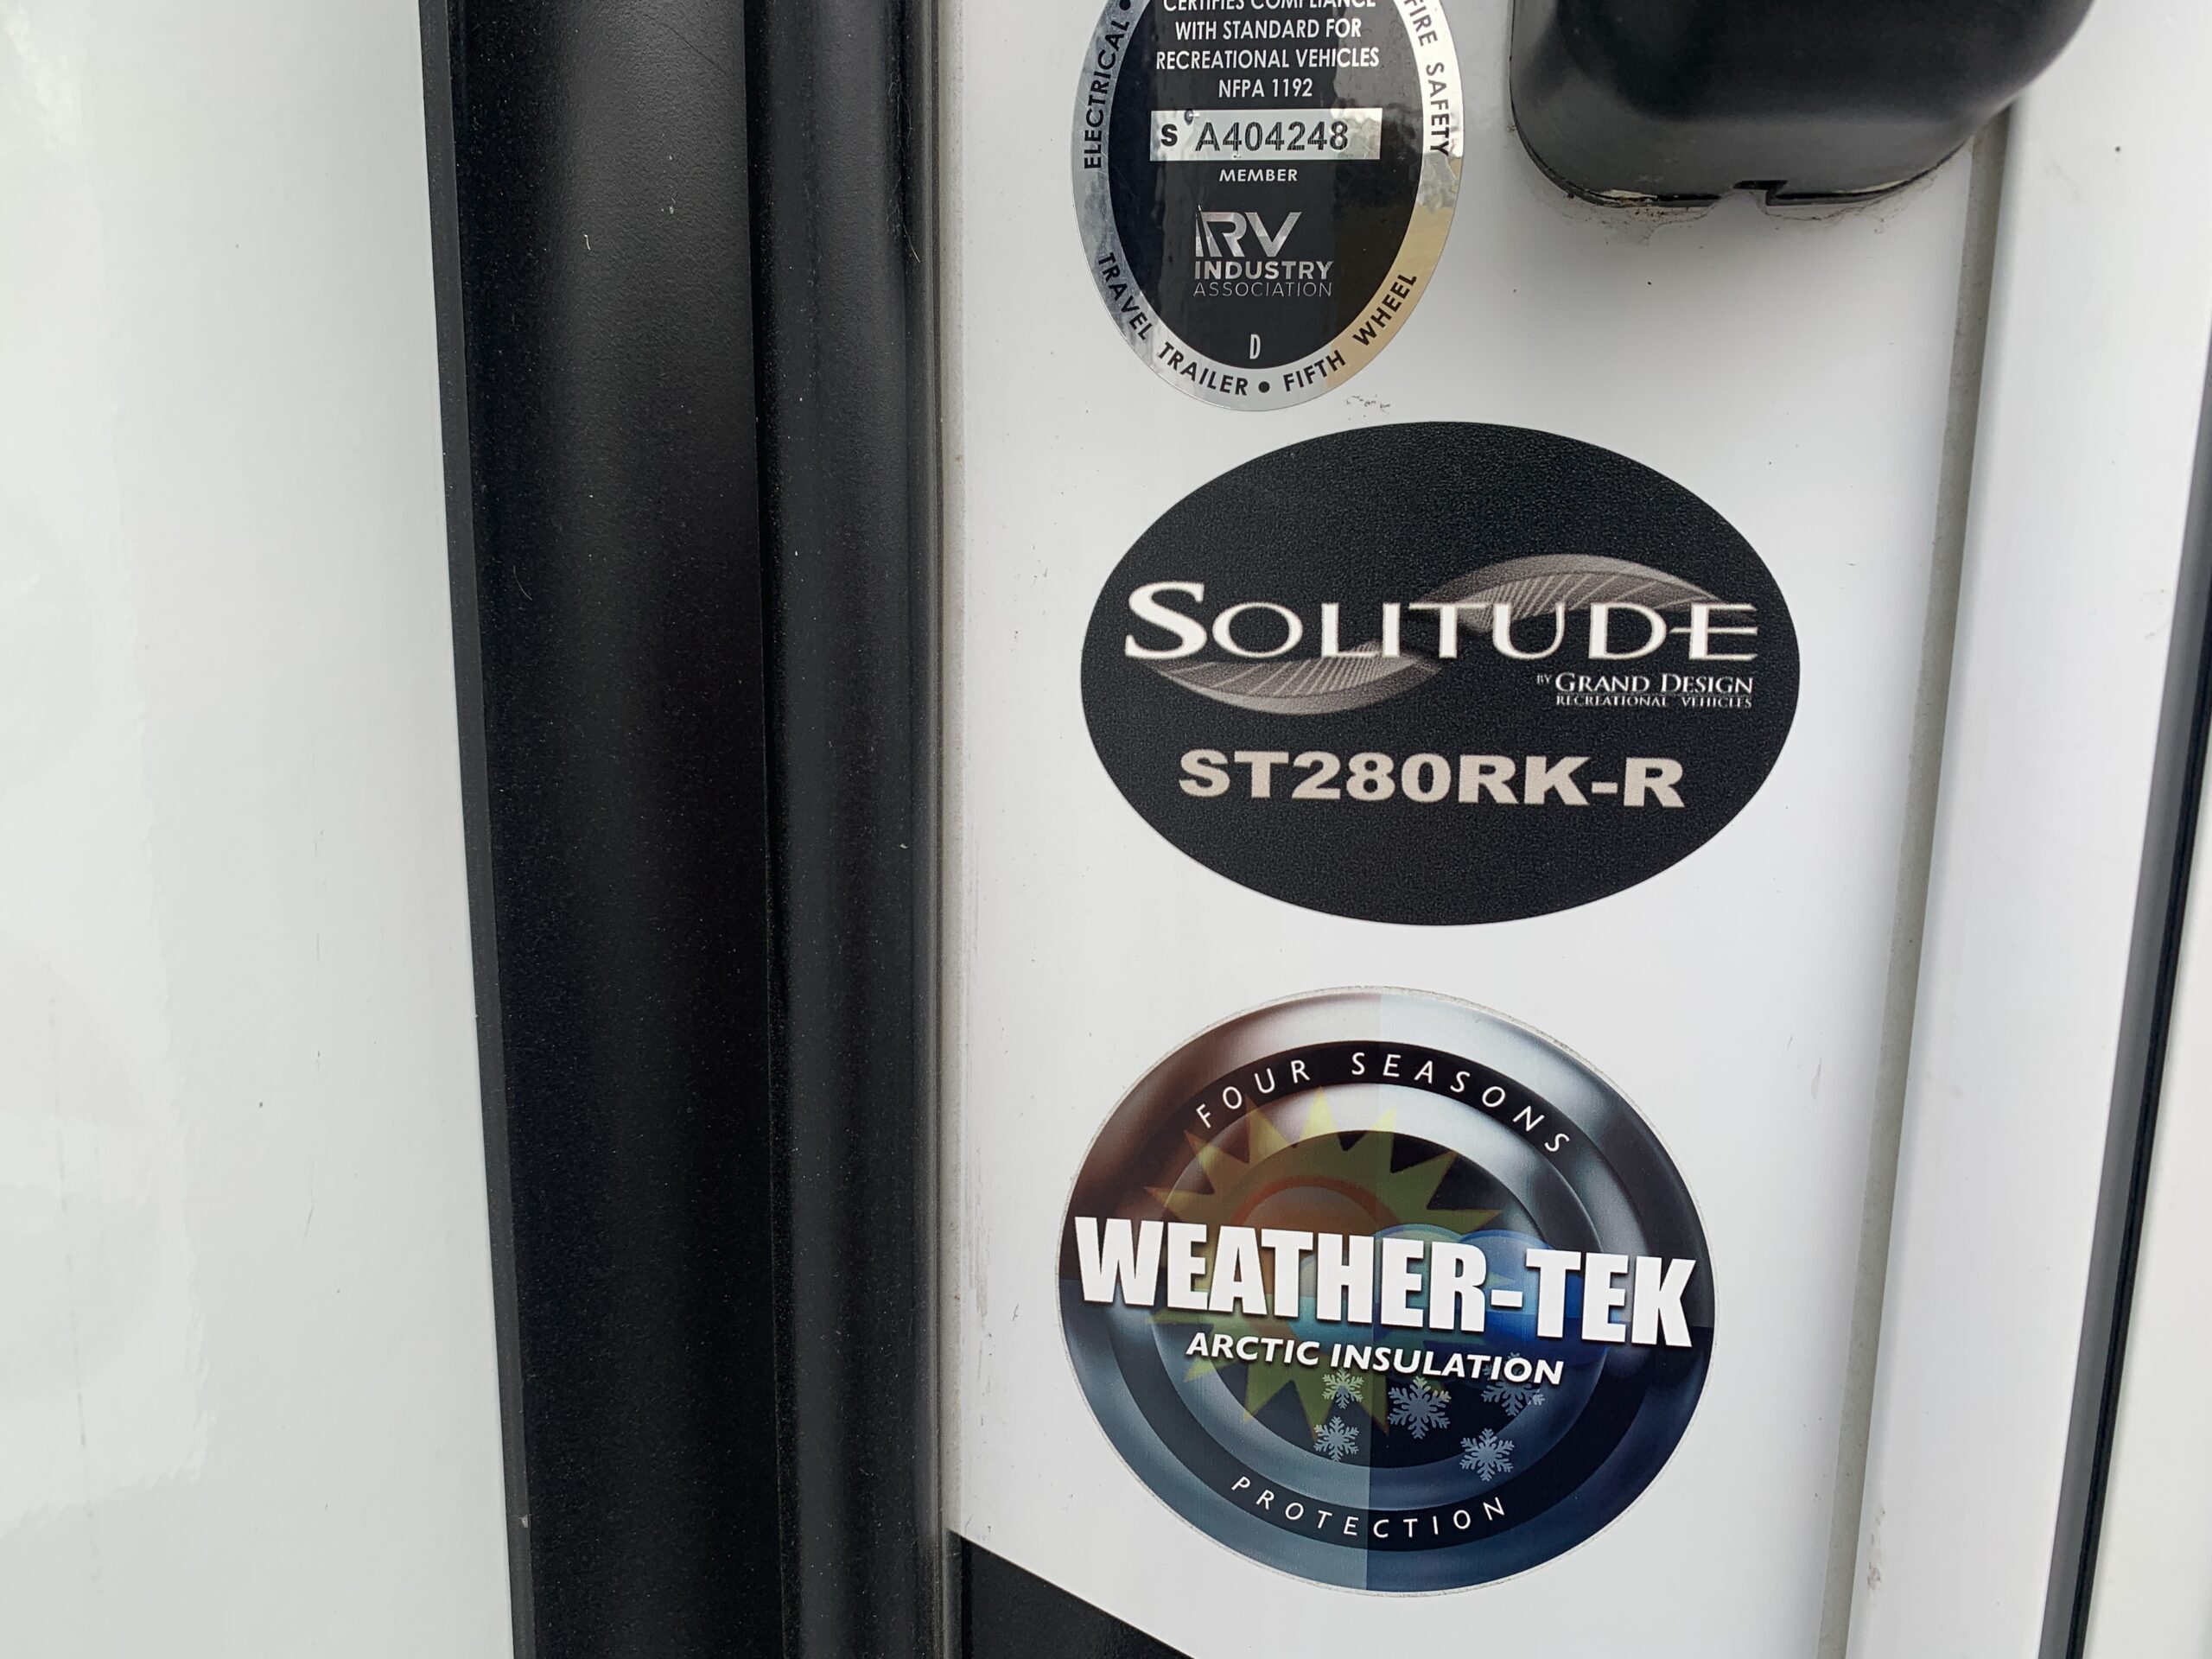 CERTIFIES COMPLIANCE
WITH STANDARD FOR
RECREATIONAL VEHICLES
NFPA 1192
S A404248
MEMBER
RV
INDUSTRY
ASSOCIATION
D
ELECTRICAL •
FIRE SAFETY
TRAVEL TRAILER • FIFTH WHEEL
SOLITUDE
BY GRAND DESIGN
RECREATIONAL VEHICLES
ST280RK-R
FOUR SEASONS
WEATHER-TEK
ARCTIC INSULATION
PROTECTION